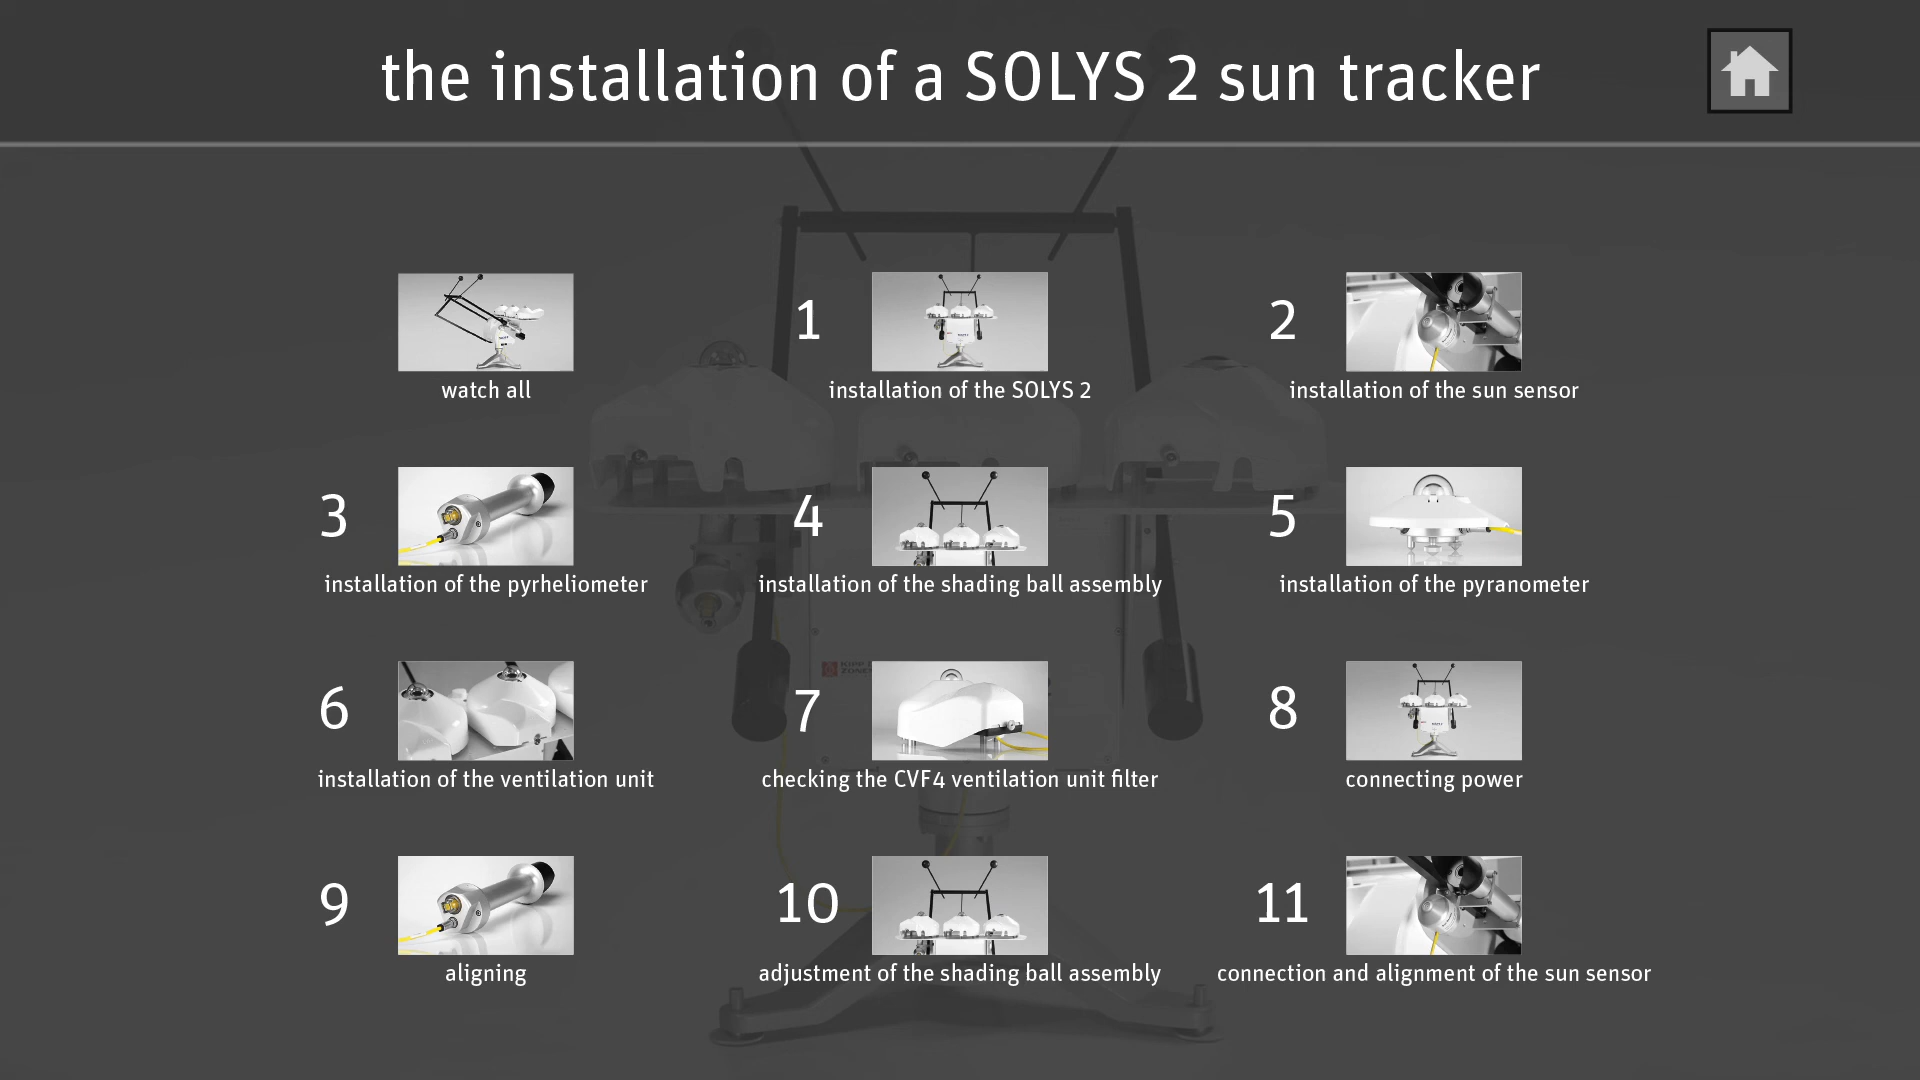 the installation of a SOLYS 2 sun tracker
watch all
1
installation of the SOLYS 2
2
installation of the sun sensor
3
installation of the pyrheliometer
4
installation of the shading ball assembly
5
installation of the pyranometer
6
installation of the ventilation unit
7
checking the CVF4 ventilation unit filter
8
connecting power
9
aligning
10
adjustment of the shading ball assembly
11
connection and alignment of the sun sensor